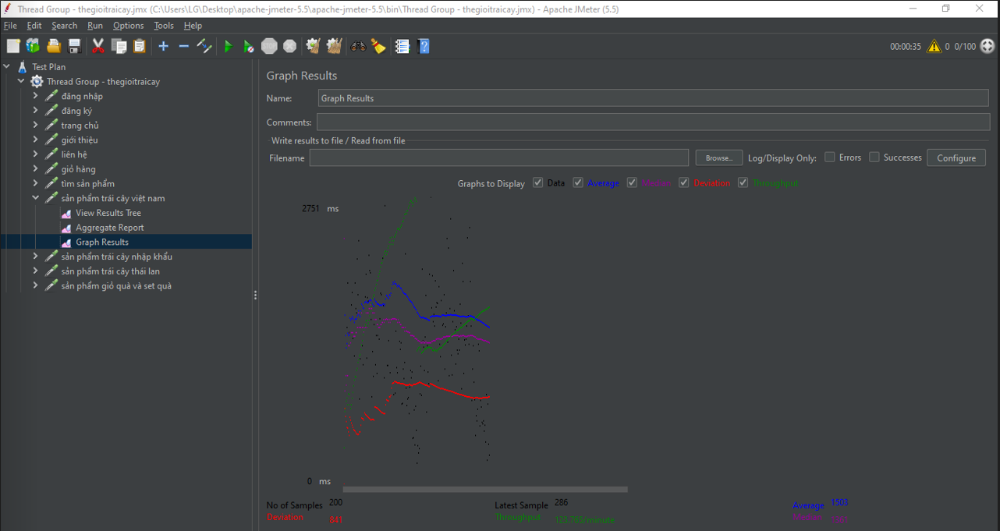 Thread Group - thegioitraicay.jmx (C:\Users\LG\Desktop\apache-jmeter-5.5\apache-jmeter-5.5\bin\Thread Group - thegioitraicay.jmx) - Apache JMeter (5.5)
File Edit Search Run Options Tools Help
00:00:35 0 0/100
Test Plan
Thread Group - thegioitraicay
đăng nhập
đăng ký
trang chủ
giới thiệu
liên hệ
giỏ hàng
tìm sản phẩm
sản phẩm trái cây việt nam
View Results Tree
Aggregate Report
Graph Results
sản phẩm trái cây nhập khẩu
sản phẩm trái cây thái lan
sản phẩm giỏ quà và set quà
Graph Results
Name: Graph Results
Comments:
Write results to file / Read from file
Filename Browse... Log/Display Only: Errors Successes Configure
Graphs to Display Data Average Median Deviation Throughput
2751 ms
0 ms
No of Samples 200 Latest Sample 286 Average 1503
Deviation 841 Throughput 123.765/minute Median